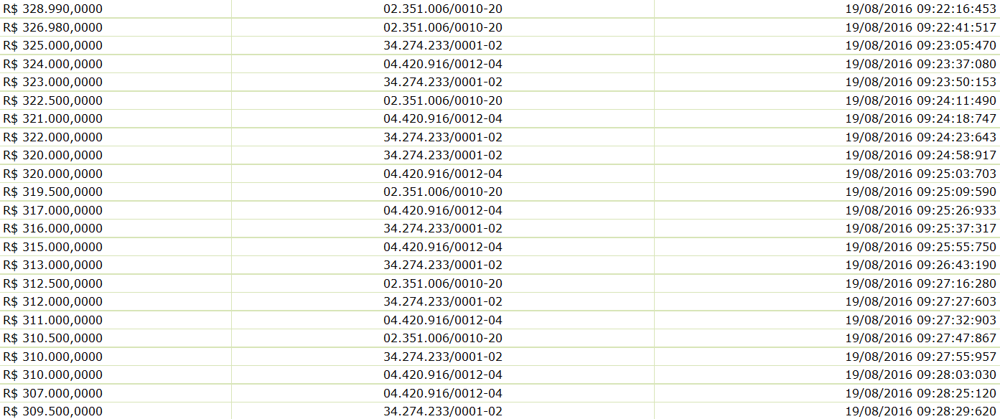 R$ 328.990,0000 02.351.006/0010-20 19/08/2016 09:22:16:453
R$ 326.980,0000 02.351.006/0010-20 19/08/2016 09:22:41:517
R$ 325.000,0000 34.274.233/0001-02 19/08/2016 09:23:05:470
R$ 324.000,0000 04.420.916/0012-04 19/08/2016 09:23:37:080
R$ 323.000,0000 34.274.233/0001-02 19/08/2016 09:23:50:153
R$ 322.500,0000 02.351.006/0010-20 19/08/2016 09:24:11:490
R$ 321.000,0000 04.420.916/0012-04 19/08/2016 09:24:18:747
R$ 322.000,0000 34.274.233/0001-02 19/08/2016 09:24:23:643
R$ 320.000,0000 34.274.233/0001-02 19/08/2016 09:24:58:917
R$ 320.000,0000 04.420.916/0012-04 19/08/2016 09:25:03:703
R$ 319.500,0000 02.351.006/0010-20 19/08/2016 09:25:09:590
R$ 317.000,0000 04.420.916/0012-04 19/08/2016 09:25:26:933
R$ 316.000,0000 34.274.233/0001-02 19/08/2016 09:25:37:317
R$ 315.000,0000 04.420.916/0012-04 19/08/2016 09:25:55:750
R$ 313.000,0000 34.274.233/0001-02 19/08/2016 09:26:43:190
R$ 312.500,0000 02.351.006/0010-20 19/08/2016 09:27:16:280
R$ 312.000,0000 34.274.233/0001-02 19/08/2016 09:27:27:603
R$ 311.000,0000 04.420.916/0012-04 19/08/2016 09:27:32:903
R$ 310.500,0000 02.351.006/0010-20 19/08/2016 09:27:47:867
R$ 310.000,0000 34.274.233/0001-02 19/08/2016 09:27:55:957
R$ 310.000,0000 04.420.916/0012-04 19/08/2016 09:28:03:030
R$ 307.000,0000 04.420.916/0012-04 19/08/2016 09:28:25:120
R$ 309.500,0000 34.274.233/0001-02 19/08/2016 09:28:29:620